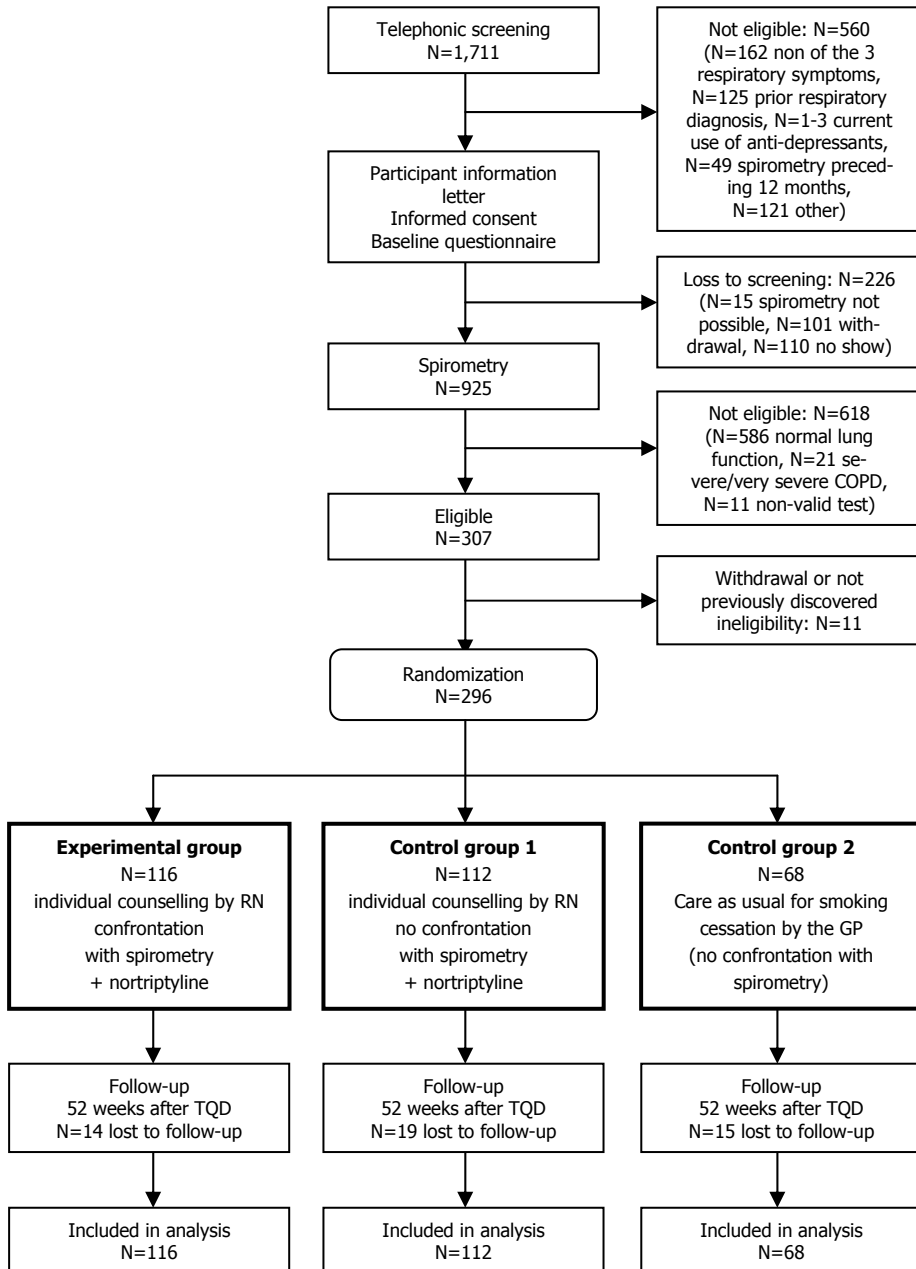 Telephonic screening
N=1,711
Not eligible: N=560
(N=162 non of the 3
respiratory symptoms,
N=125 prior respiratory
diagnosis, N=1-3 current
use of anti-depressants,
N=49 spirometry preced-
ing 12 months,
N=121 other)
Participant information
letter
Informed consent
Baseline questionnaire
Loss to screening: N=226
(N=15 spirometry not
possible, N=101 with-
drawal, N=110 no show)
Spirometry
N=925
Not eligible: N=618
(N=586 normal lung
function, N=21 se-
vere/very severe COPD,
N=11 non-valid test)
Eligible
N=307
Withdrawal or not
previously discovered
ineligibility: N=11
Randomization
N=296
Experimental group
N=116
individual counselling by RN
confrontation
with spirometry
+ nortriptyline
Control group 1
N=112
individual counselling by RN
no confrontation
with spirometry
+ nortriptyline
Control group 2
N=68
Care as usual for smoking
cessation by the GP
(no confrontation with
spirometry)
Follow-up
52 weeks after TQD
N=14 lost to follow-up
Follow-up
52 weeks after TQD
N=19 lost to follow-up
Follow-up
52 weeks after TQD
N=15 lost to follow-up
Included in analysis
N=116
Included in analysis
N=112
Included in analysis
N=68